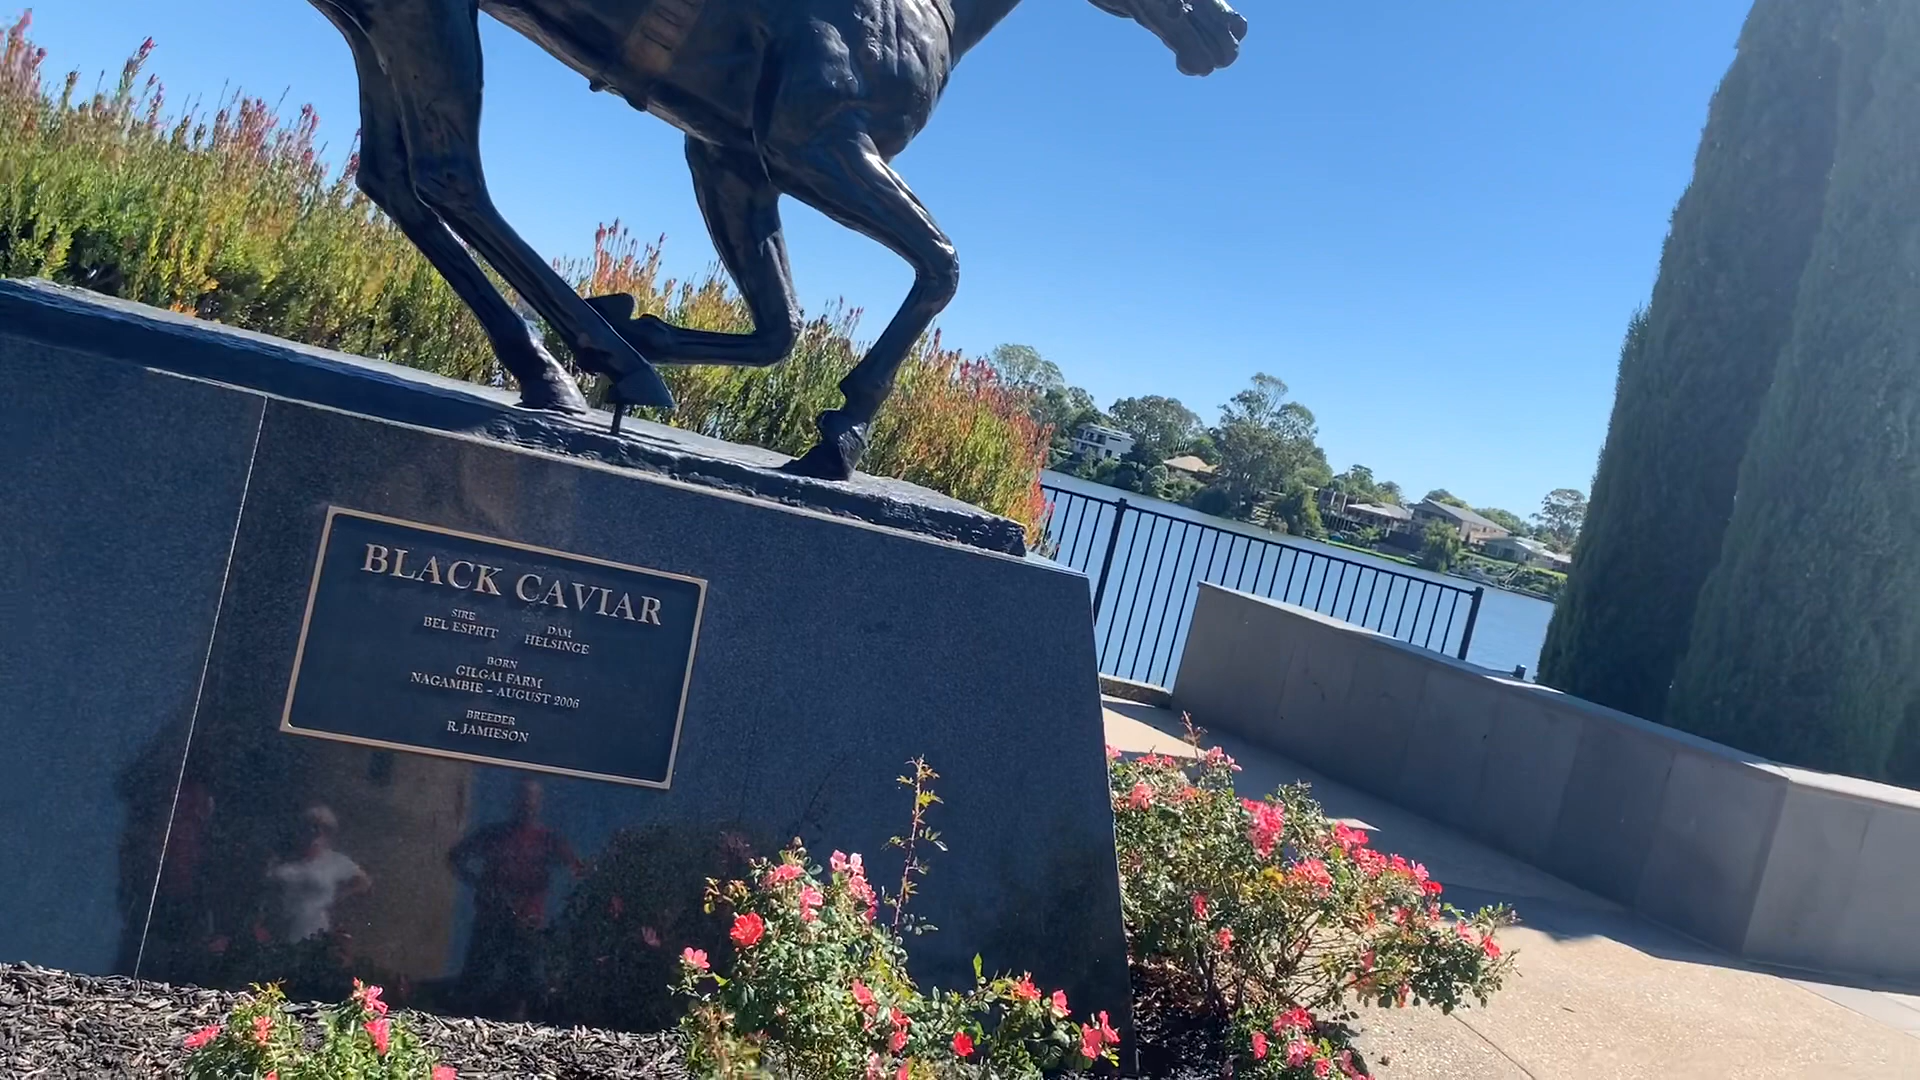 BLACK CAVIAR
SIRE DAM
BEL ESPRIT HELSINGE
BORN
GILGAI FARM
NAGAMBIE - AUGUST 2006
BREEDER
R. JAMIESON